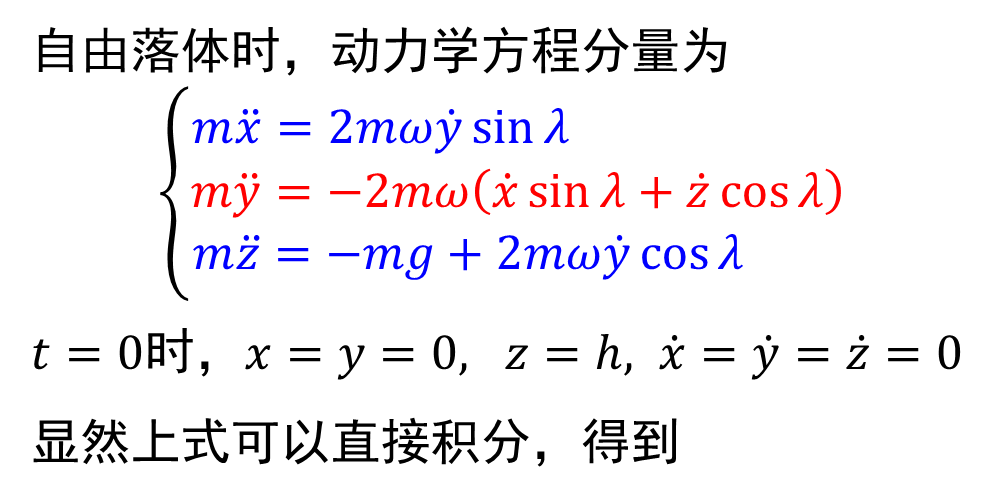 自由落体时，动力学方程分量为
mẍ = 2mωẏ sin λ
mÿ = −2mω(ẋ sin λ + ż cos λ)
mz̈ = −mg + 2mωẏ cos λ
t = 0时，x = y = 0, z = h, ẋ = ẏ = ż = 0
显然上式可以直接积分，得到